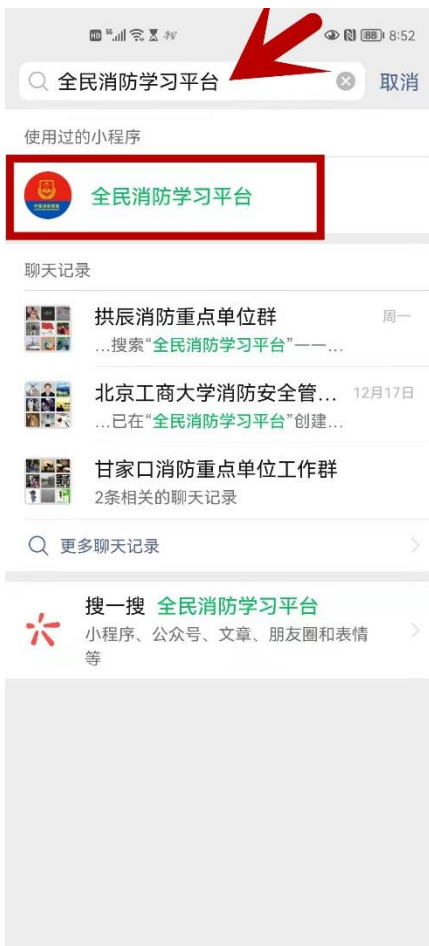 HD 5G 88 8:52
全民消防学习平台 取消
使用过的小程序
全民消防学习平台
聊天记录
拱辰消防重点单位群 周一
...搜索“全民消防学习平台”——...
北京工商大学消防安全管... 12月17日
...已在“全民消防学习平台”创建...
甘家口消防重点单位工作群
2条相关的聊天记录
更多聊天记录
搜一搜 全民消防学习平台
小程序、公众号、文章、朋友圈和表情
等